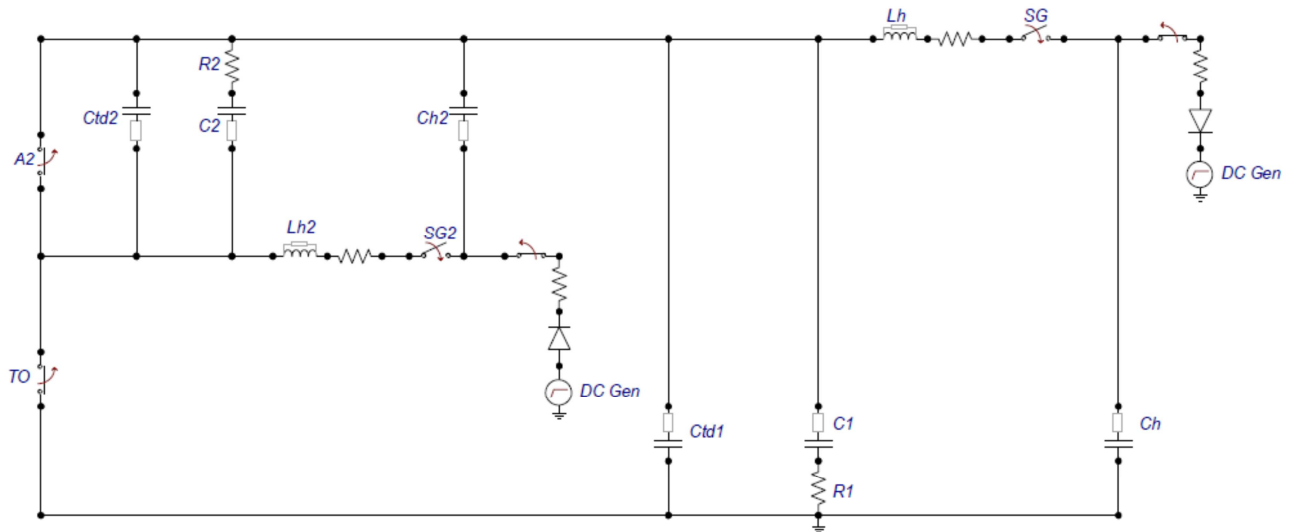 Lh
SG
R2
Ctd2
C2
Ch2
DC Gen
A2
Lh2
SG2
TO
DC Gen
Ctd1
C1
Ch
R1